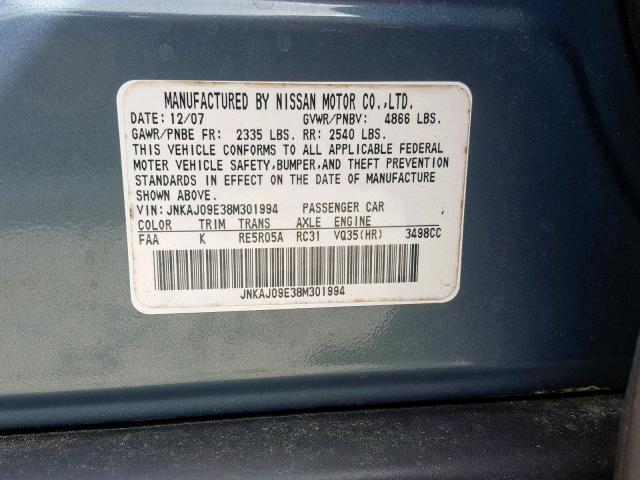 MANUFACTURED BY NISSAN MOTOR CO.,LTD.
DATE: 12/07 GVWR/PNBV: 4866 LBS.
GAWR/PNBE FR: 2335 LBS. RR: 2540 LBS.
THIS VEHICLE CONFORMS TO ALL APPLICABLE FEDERAL
MOTER VEHICLE SAFETY,BUMPER,AND THEFT PREVENTION
STANDARDS IN EFFECT ON THE DATE OF MANUFACTURE
SHOWN ABOVE.
VIN: JNKAJ09E38M301994 PASSENGER CAR
COLOR TRIM TRANS AXLE ENGINE
FAA K RE5R05A RC31 VQ35(HR) 3498CC
JNKAJ09E38M301994